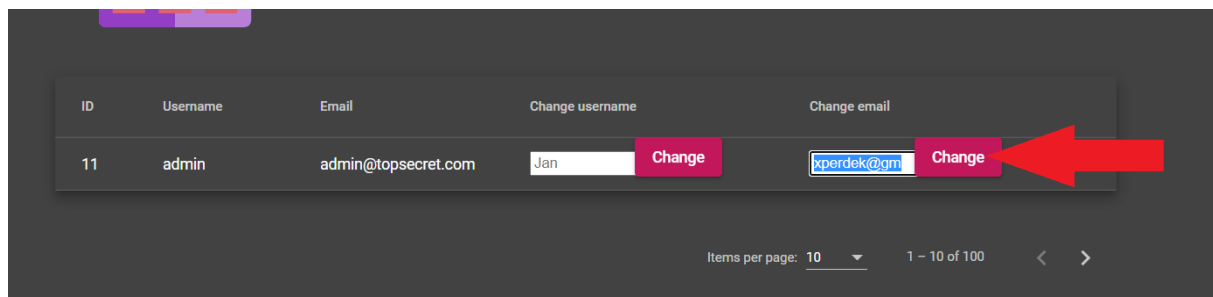 ID Username Email Change username Change email
11 admin admin@topsecret.com Jan Change xperdek@gm Change
Items per page: 10 1 – 10 of 100